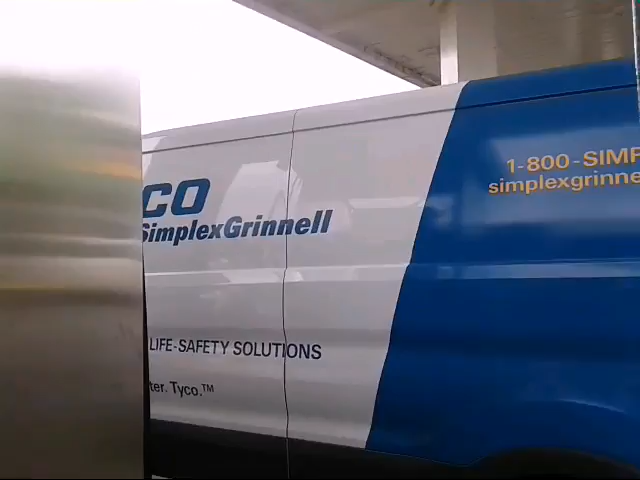 CO
SimplexGrinnell
LIFE-SAFETY SOLUTIONS
ter. Tyco.™
1-800-SIMP
simplexgrinne